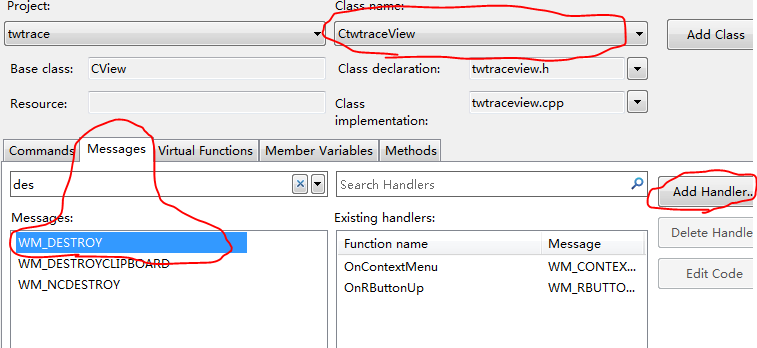 Project:
Class name:
twtrace
CtwtraceView
Add Class
Base class:
CView
Class declaration:
twtraceview.h
Resource:
Class implementation:
twtraceview.cpp
Commands
Messages
Virtual Functions
Member Variables
Methods
des
Search Handlers
Add Handler...
Messages:
Existing handlers:
WM_DESTROY
WM_DESTROYCLIPBOARD
WM_NCDESTROY
Function name
Message
OnContextMenu
WM_CONTEX...
OnRButtonUp
WM_RBUTTO...
Delete Handle
Edit Code